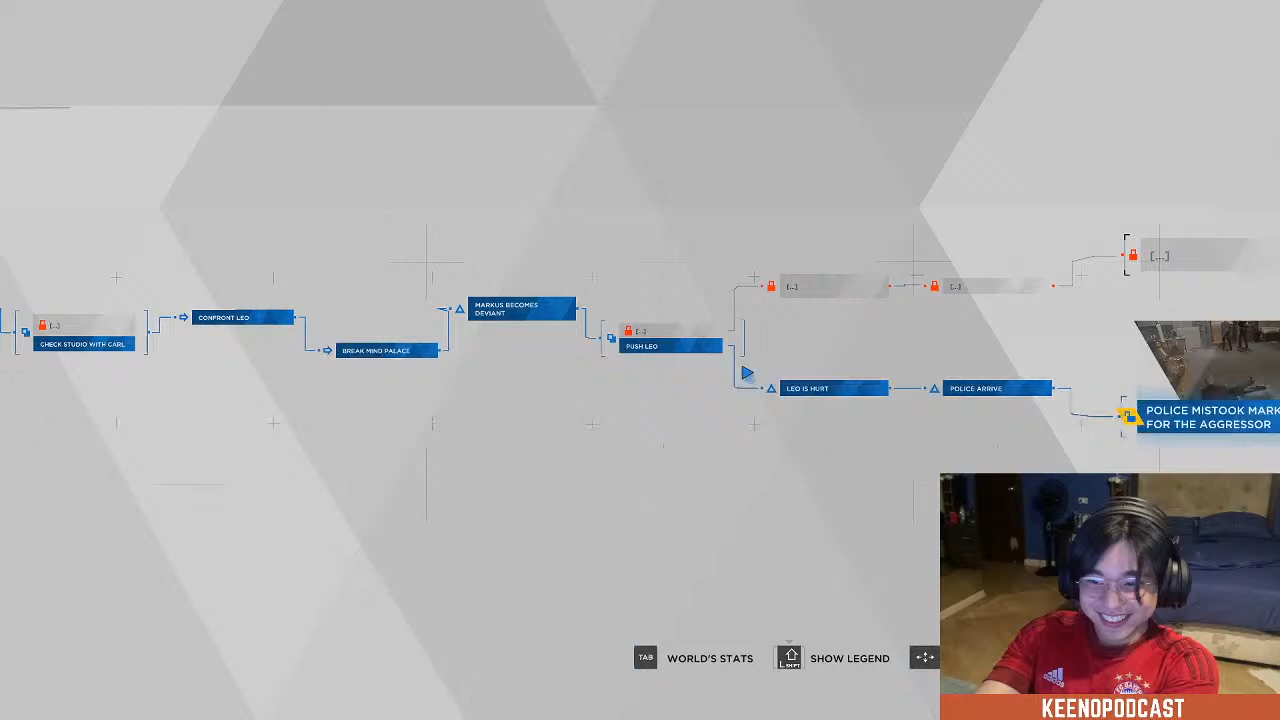 [...]
CHECK STUDIO WITH CARL
CONFRONT LEO
BREAK MIND PALACE
MARKUS BECOMES
DEVIANT
[...]
PUSH LEO
[...]
[...]
[...]
LEO IS HURT
POLICE ARRIVE
POLICE MISTOOK MARK
FOR THE AGGRESSOR
TAB WORLD'S STATS
L SHIFT SHOW LEGEND
KEENOPODCAST